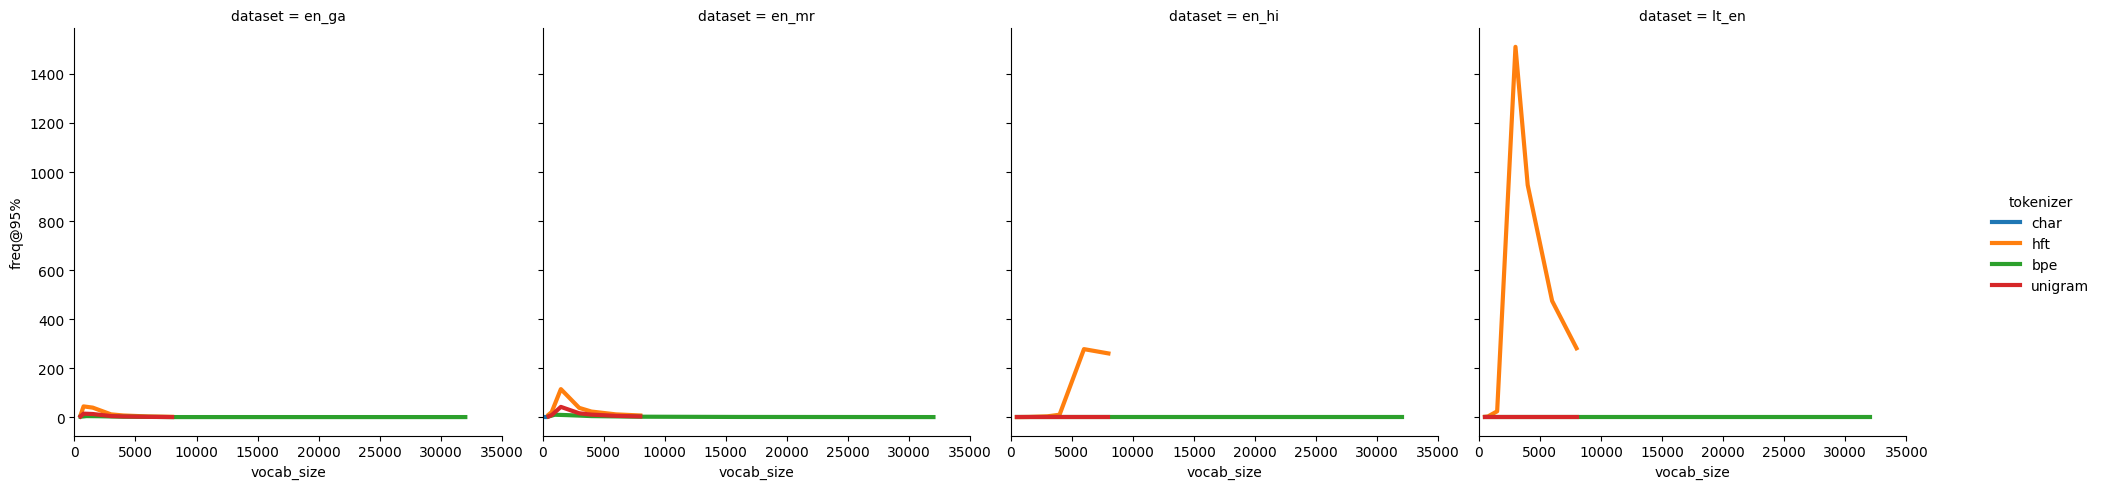 dataset = en_ga
dataset = en_mr
dataset = en_hi
dataset = lt_en
freq@95%
1400
1200
1000
800
600
400
200
0
0 5000 10000 15000 20000 25000 30000 35000
0 5000 10000 15000 20000 25000 30000 35000
0 5000 10000 15000 20000 25000 30000 35000
0 5000 10000 15000 20000 25000 30000 35000
vocab_size
vocab_size
vocab_size
vocab_size
tokenizer
char
hft
bpe
unigram